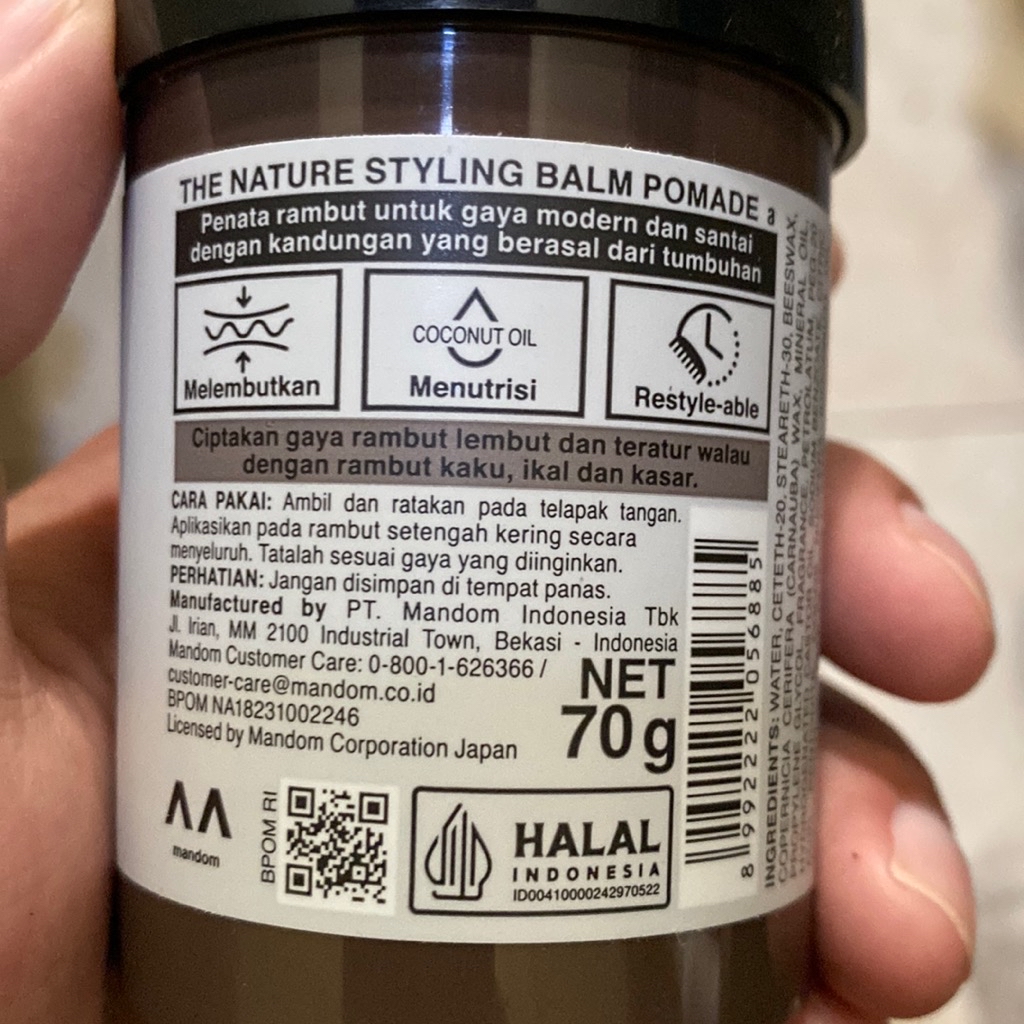 THE NATURE STYLING BALM POMADE a
Penata rambut untuk gaya modern dan santai
dengan kandungan yang berasal dari tumbuhan
Melembutkan
COCONUT OIL
Menutrisi
Restyle-able
Ciptakan gaya rambut lembut dan teratur walau
dengan rambut kaku, ikal dan kasar.
CARA PAKAI: Ambil dan ratakan pada telapak tangan.
Aplikasikan pada rambut setengah kering secara
menyeluruh. Tatalah sesuai gaya yang diinginkan.
PERHATIAN: Jangan disimpan di tempat panas.
Manufactured by PT. Mandom Indonesia Tbk
Jl. Irian, MM 2100 Industrial Town, Bekasi - Indonesia
Mandom Customer Care: 0-800-1-626366 /
customer-care@mandom.co.id
BPOM NA18231002246
Licensed by Mandom Corporation Japan
NET
70 g
mandom
BPOM RI
HALAL
INDONESIA
ID00410000242970522
8 992222 056885
INGREDIENTS: WATER, CETETH-20, STEARETH-30, BEESWAX,
COPERNICIA CERIFERA (CARNAUBA) WAX, MINERAL OIL,
PROPYLENE GLYCOL, FRAGRANCE, PETROLATUM, PEG-20